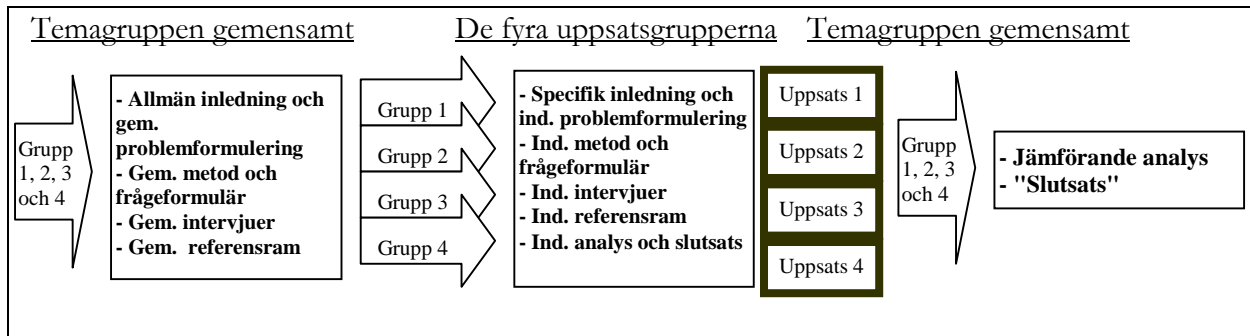 Temagruppen gemensamt
De fyra uppsatsgrupperna
Temagruppen gemensamt
Grupp
1, 2, 3
och 4
- Allmän inledning och
gem.
problemformulering
- Gem. metod och
frågeformulär
- Gem. intervjuer
- Gem.  referensram
Grupp 1
Grupp 2
Grupp 3
Grupp 4
- Specifik inledning och
ind. problemformulering
- Ind. metod och
frågeformulär
- Ind. intervjuer
- Ind. referensram
- Ind. analys och slutsats
Uppsats 1
Uppsats 2
Uppsats 3
Uppsats 4
Grupp
1, 2, 3
och 4
- Jämförande analys
- "Slutsats"